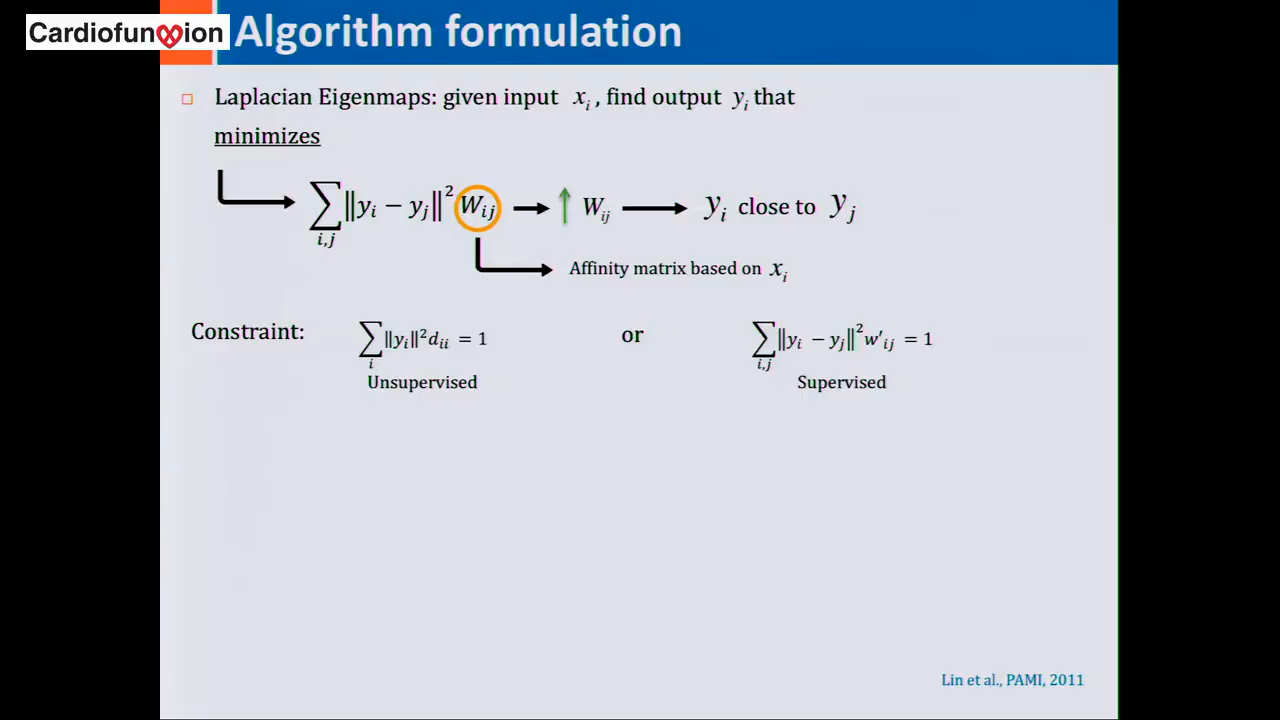 CardiofunXion
Algorithm formulation
Laplacian Eigenmaps: given input xᵢ, find output yᵢ that
minimizes
∑_{i,j} ‖yᵢ − yⱼ‖² Wᵢⱼ → ↑ Wᵢⱼ → yᵢ close to yⱼ
Affinity matrix based on xᵢ
Constraint: ∑_i ‖yᵢ‖² dᵢᵢ = 1 or ∑_{i,j} ‖yᵢ − yⱼ‖² w′ᵢⱼ = 1
Unsupervised Supervised
Lin et al., PAMI, 2011